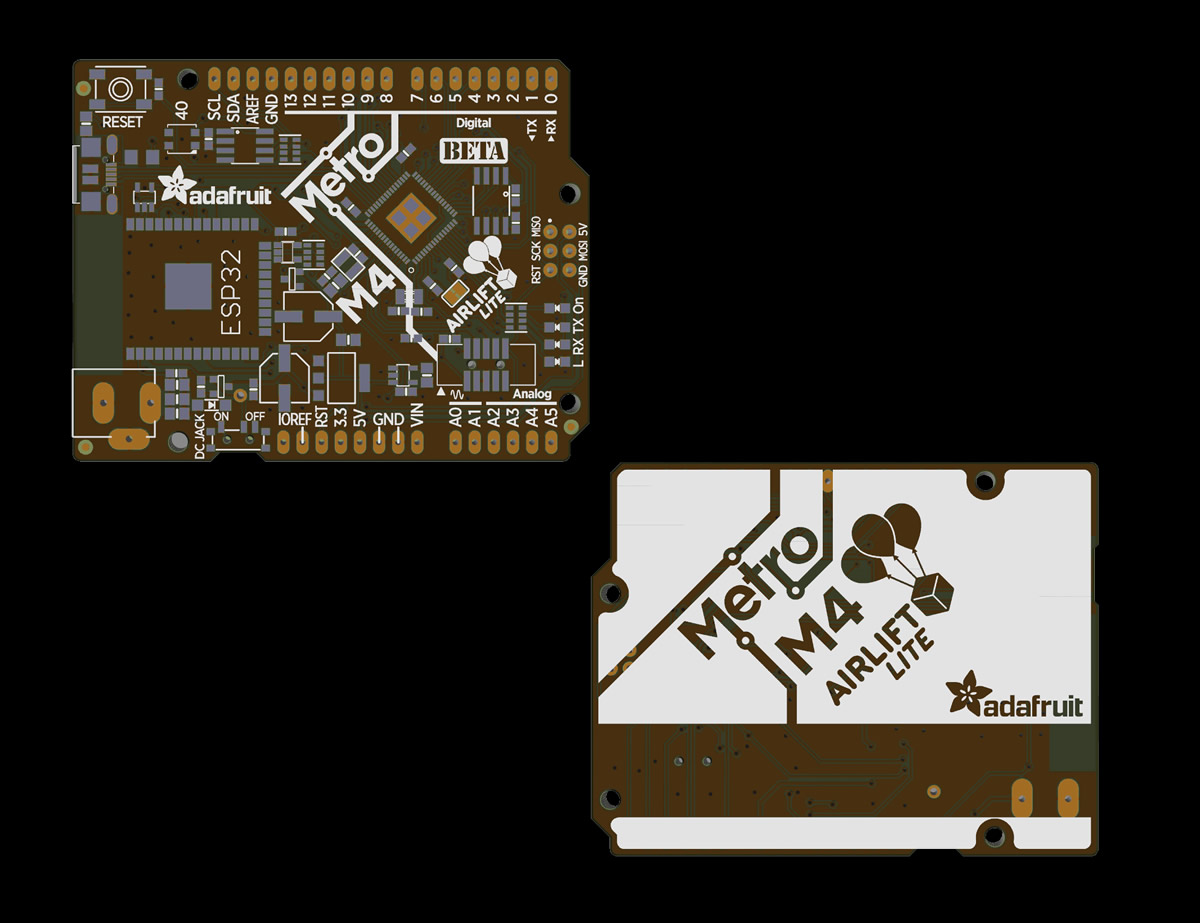 RESET
40
SCL
SDA
AREF
GND
13
12
11
10
9
8
7
6
5
4
3
2
1
0
Digital
◂TX
▸RX
BETA
Metro
adafruit
ESP32
M4
AIRLIFT
LITE
MISO
SCK
RST
5V
MOSI
GND
On
TX
RX
L
Analog
ON
OFF
DC JACK
IOREF
RST
3.3
5V
GND
VIN
A0
A1
A2
A3
A4
A5
Metro
M4
AIRLIFT
LITE
adafruit